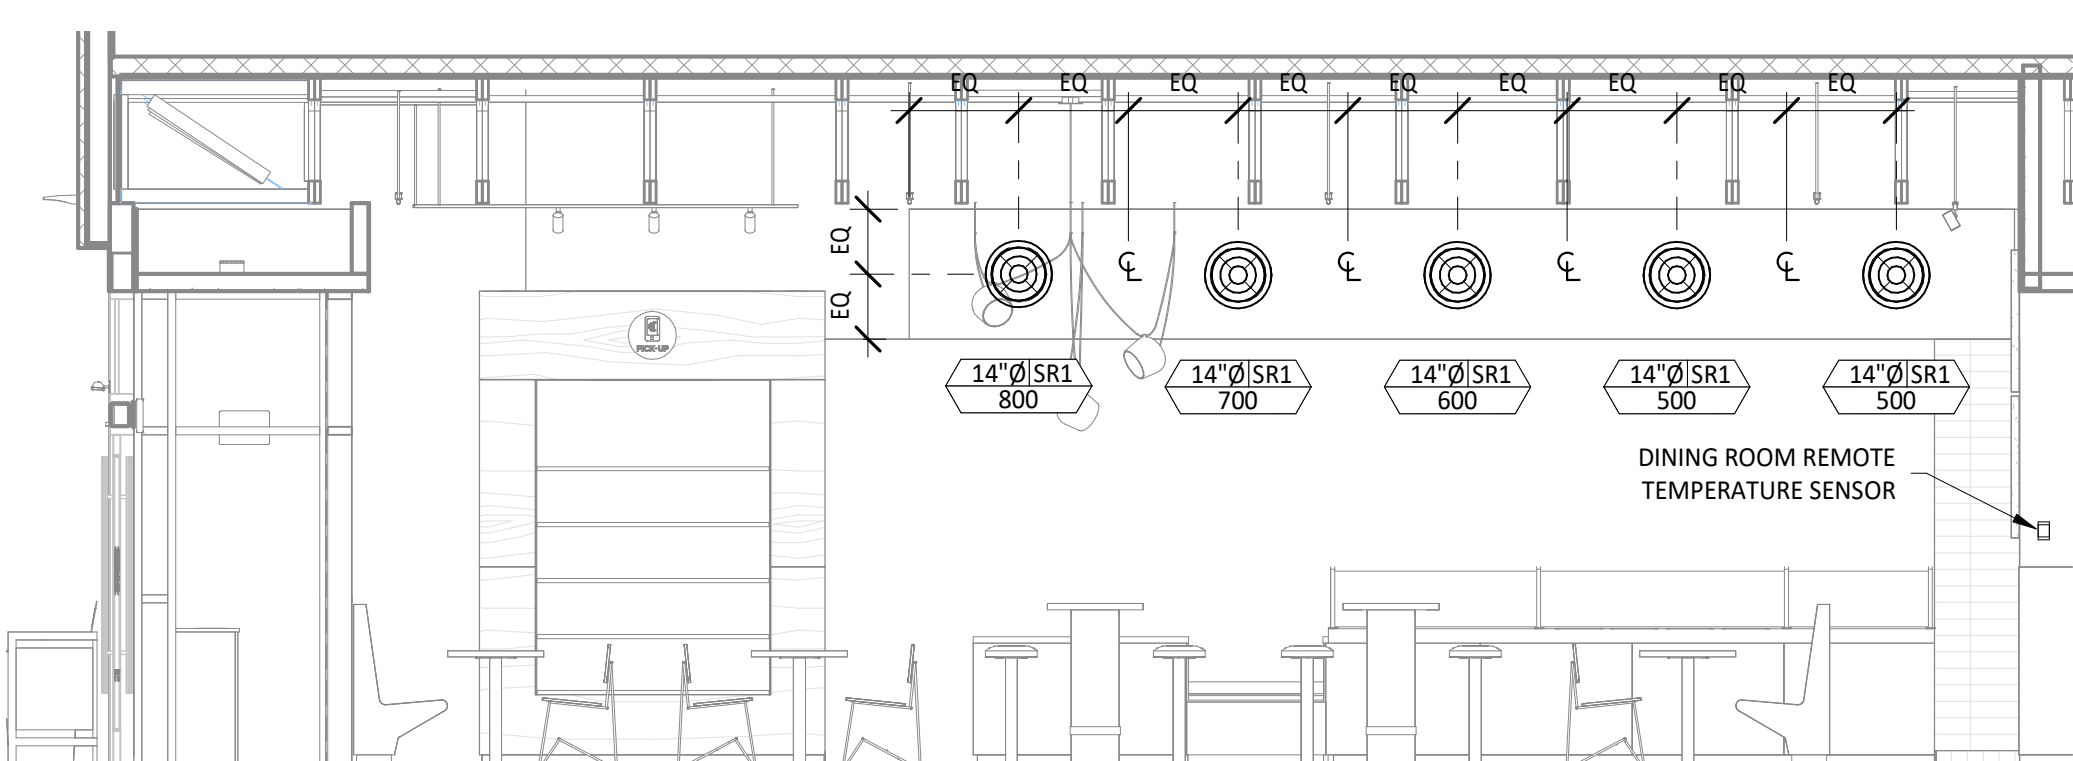 EQ EQ EQ EQ EQ EQ EQ EQ EQ
EQ
EQ
℄ ℄ ℄ ℄
PICK-UP
14"Ø SR1
800
14"Ø SR1
700
14"Ø SR1
600
14"Ø SR1
500
14"Ø SR1
500
DINING ROOM REMOTE
TEMPERATURE SENSOR